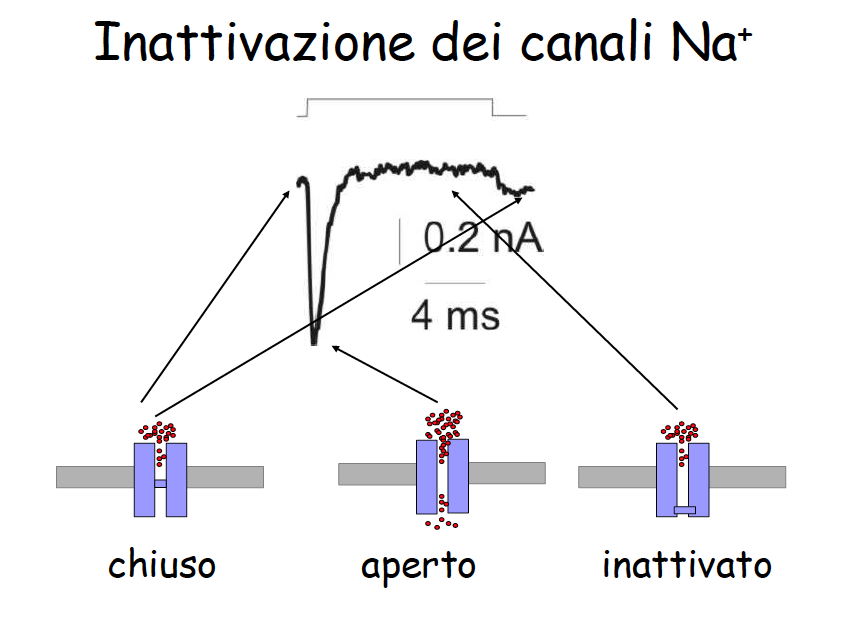 Inattivazione dei canali Na⁺
0.2 nA
4 ms
chiuso
aperto
inattivato